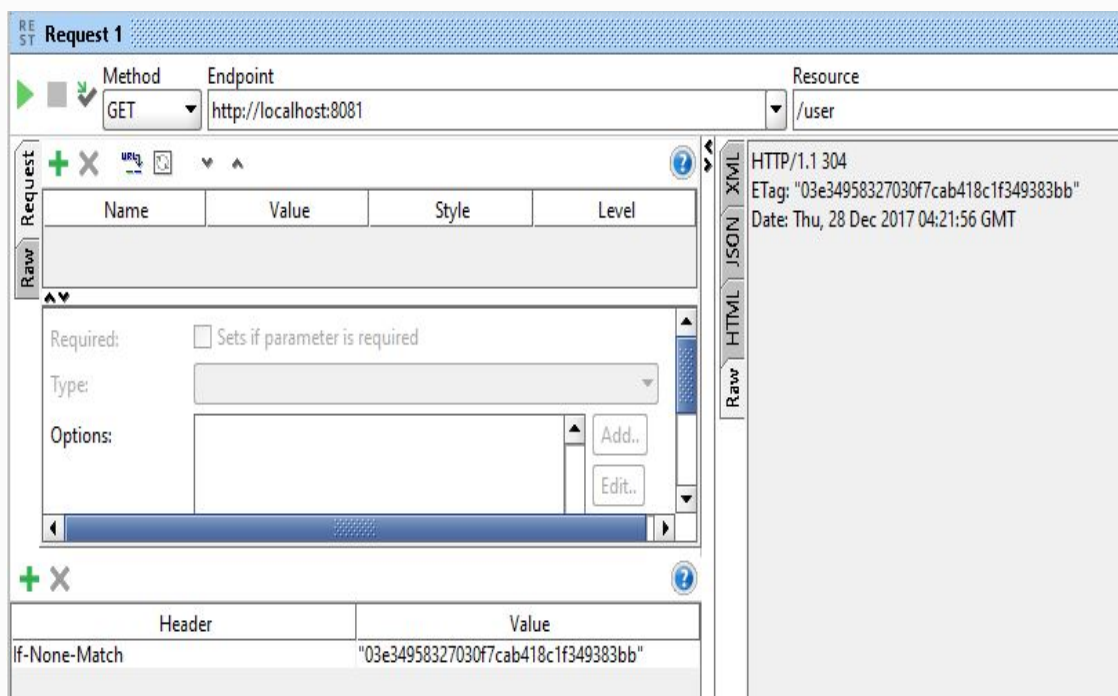 RE
ST
Request 1
Method
Endpoint
Resource
GET
http://localhost:8081
/user
Request
Raw
URL
?
Name
Value
Style
Level
Required:
Sets if parameter is required
Type:
Options:
Add..
Edit..
?
Header
Value
If-None-Match
"03e34958327030f7cab418c1f349383bb"
XML
JSON
HTML
Raw
HTTP/1.1 304
ETag: "03e34958327030f7cab418c1f349383bb"
Date: Thu, 28 Dec 2017 04:21:56 GMT